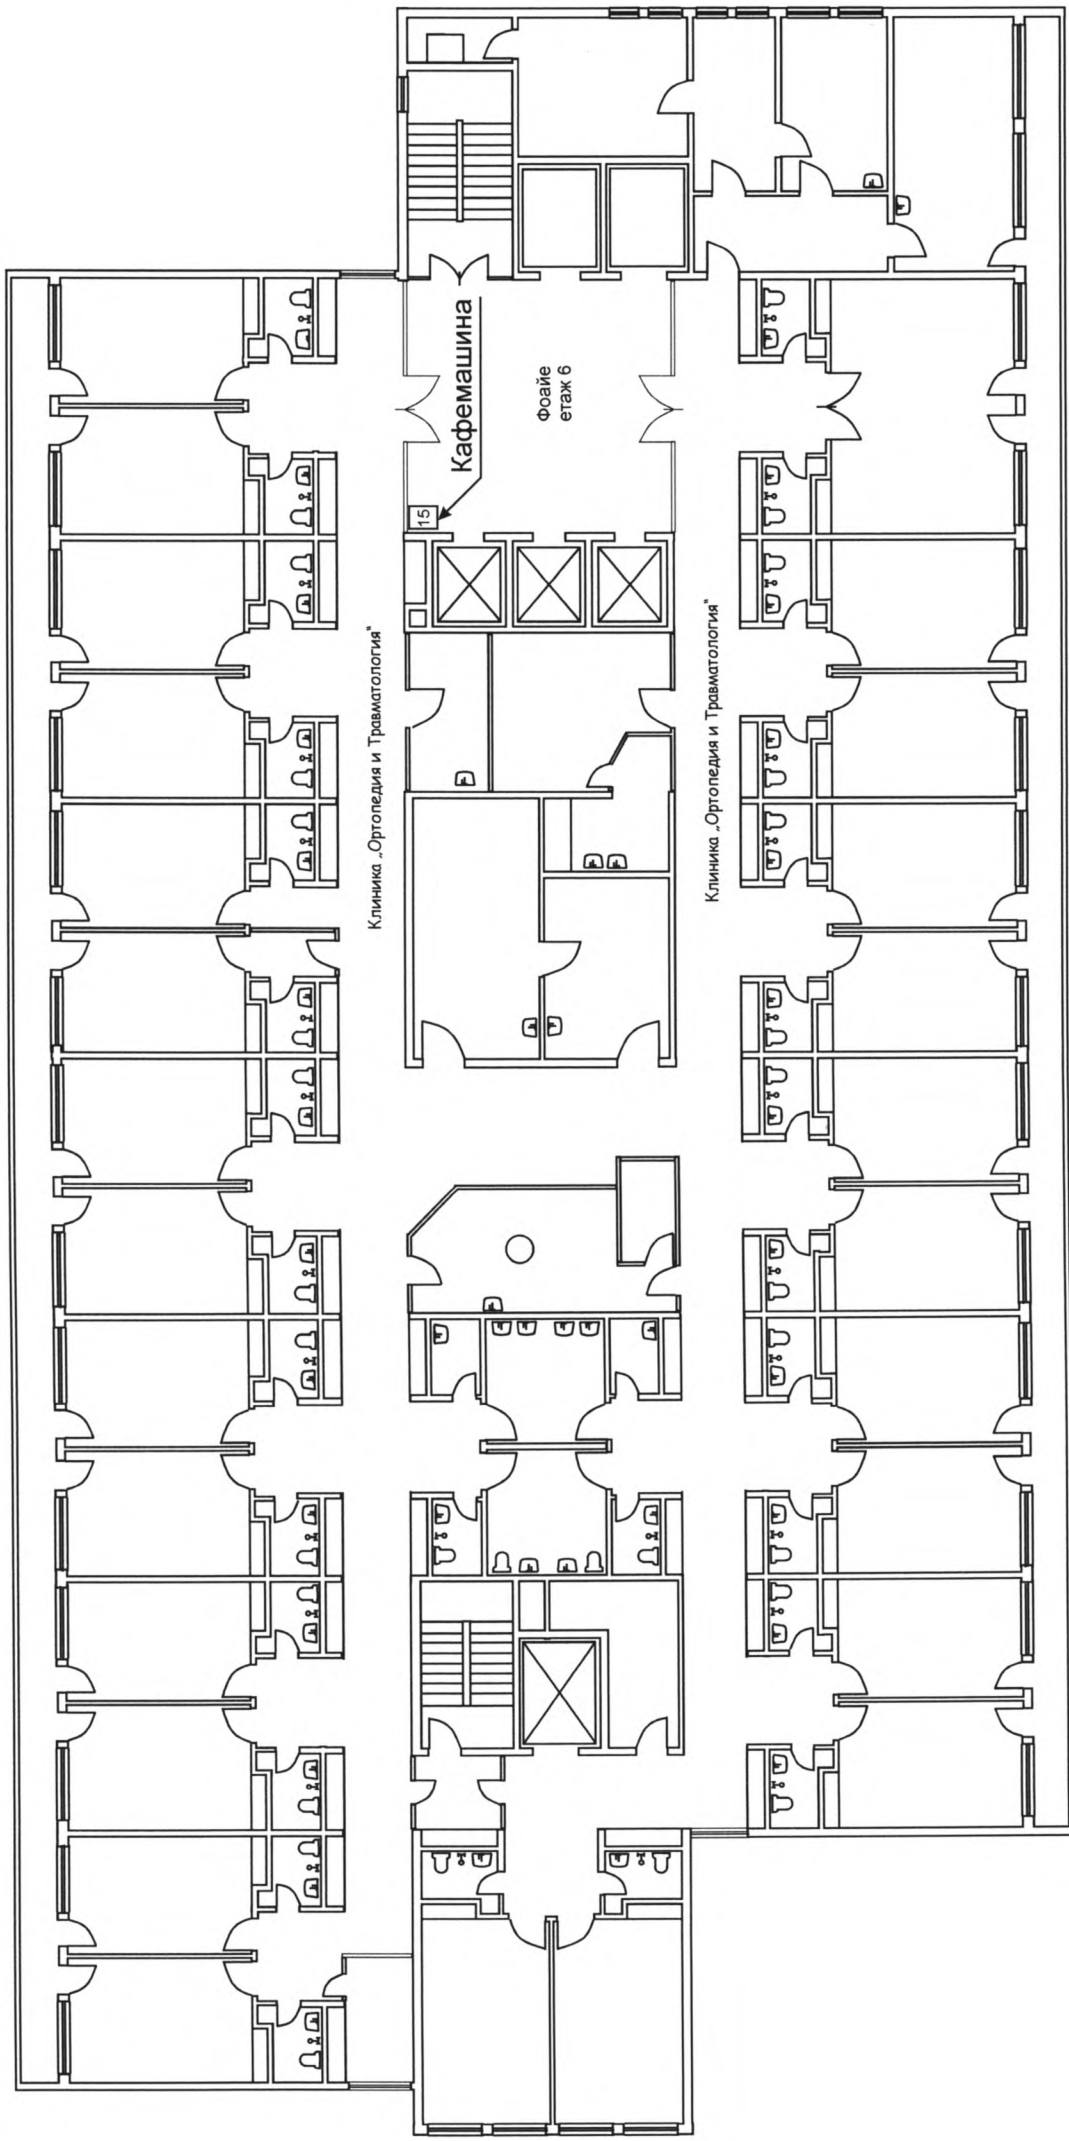 Клиника „Ортопедия и Травматология"
15
Кафемашина
Фоайе
етаж 6
Клиника „Ортопедия и Травматология"